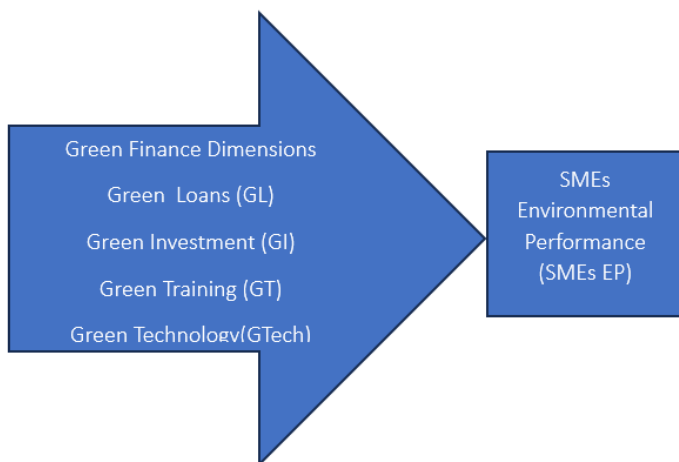 Green Finance Dimensions
Green  Loans (GL)
Green Investment (GI)
Green Training (GT)
Green Technology(GTech)
SMEs
Environmental
Performance
(SMEs EP)